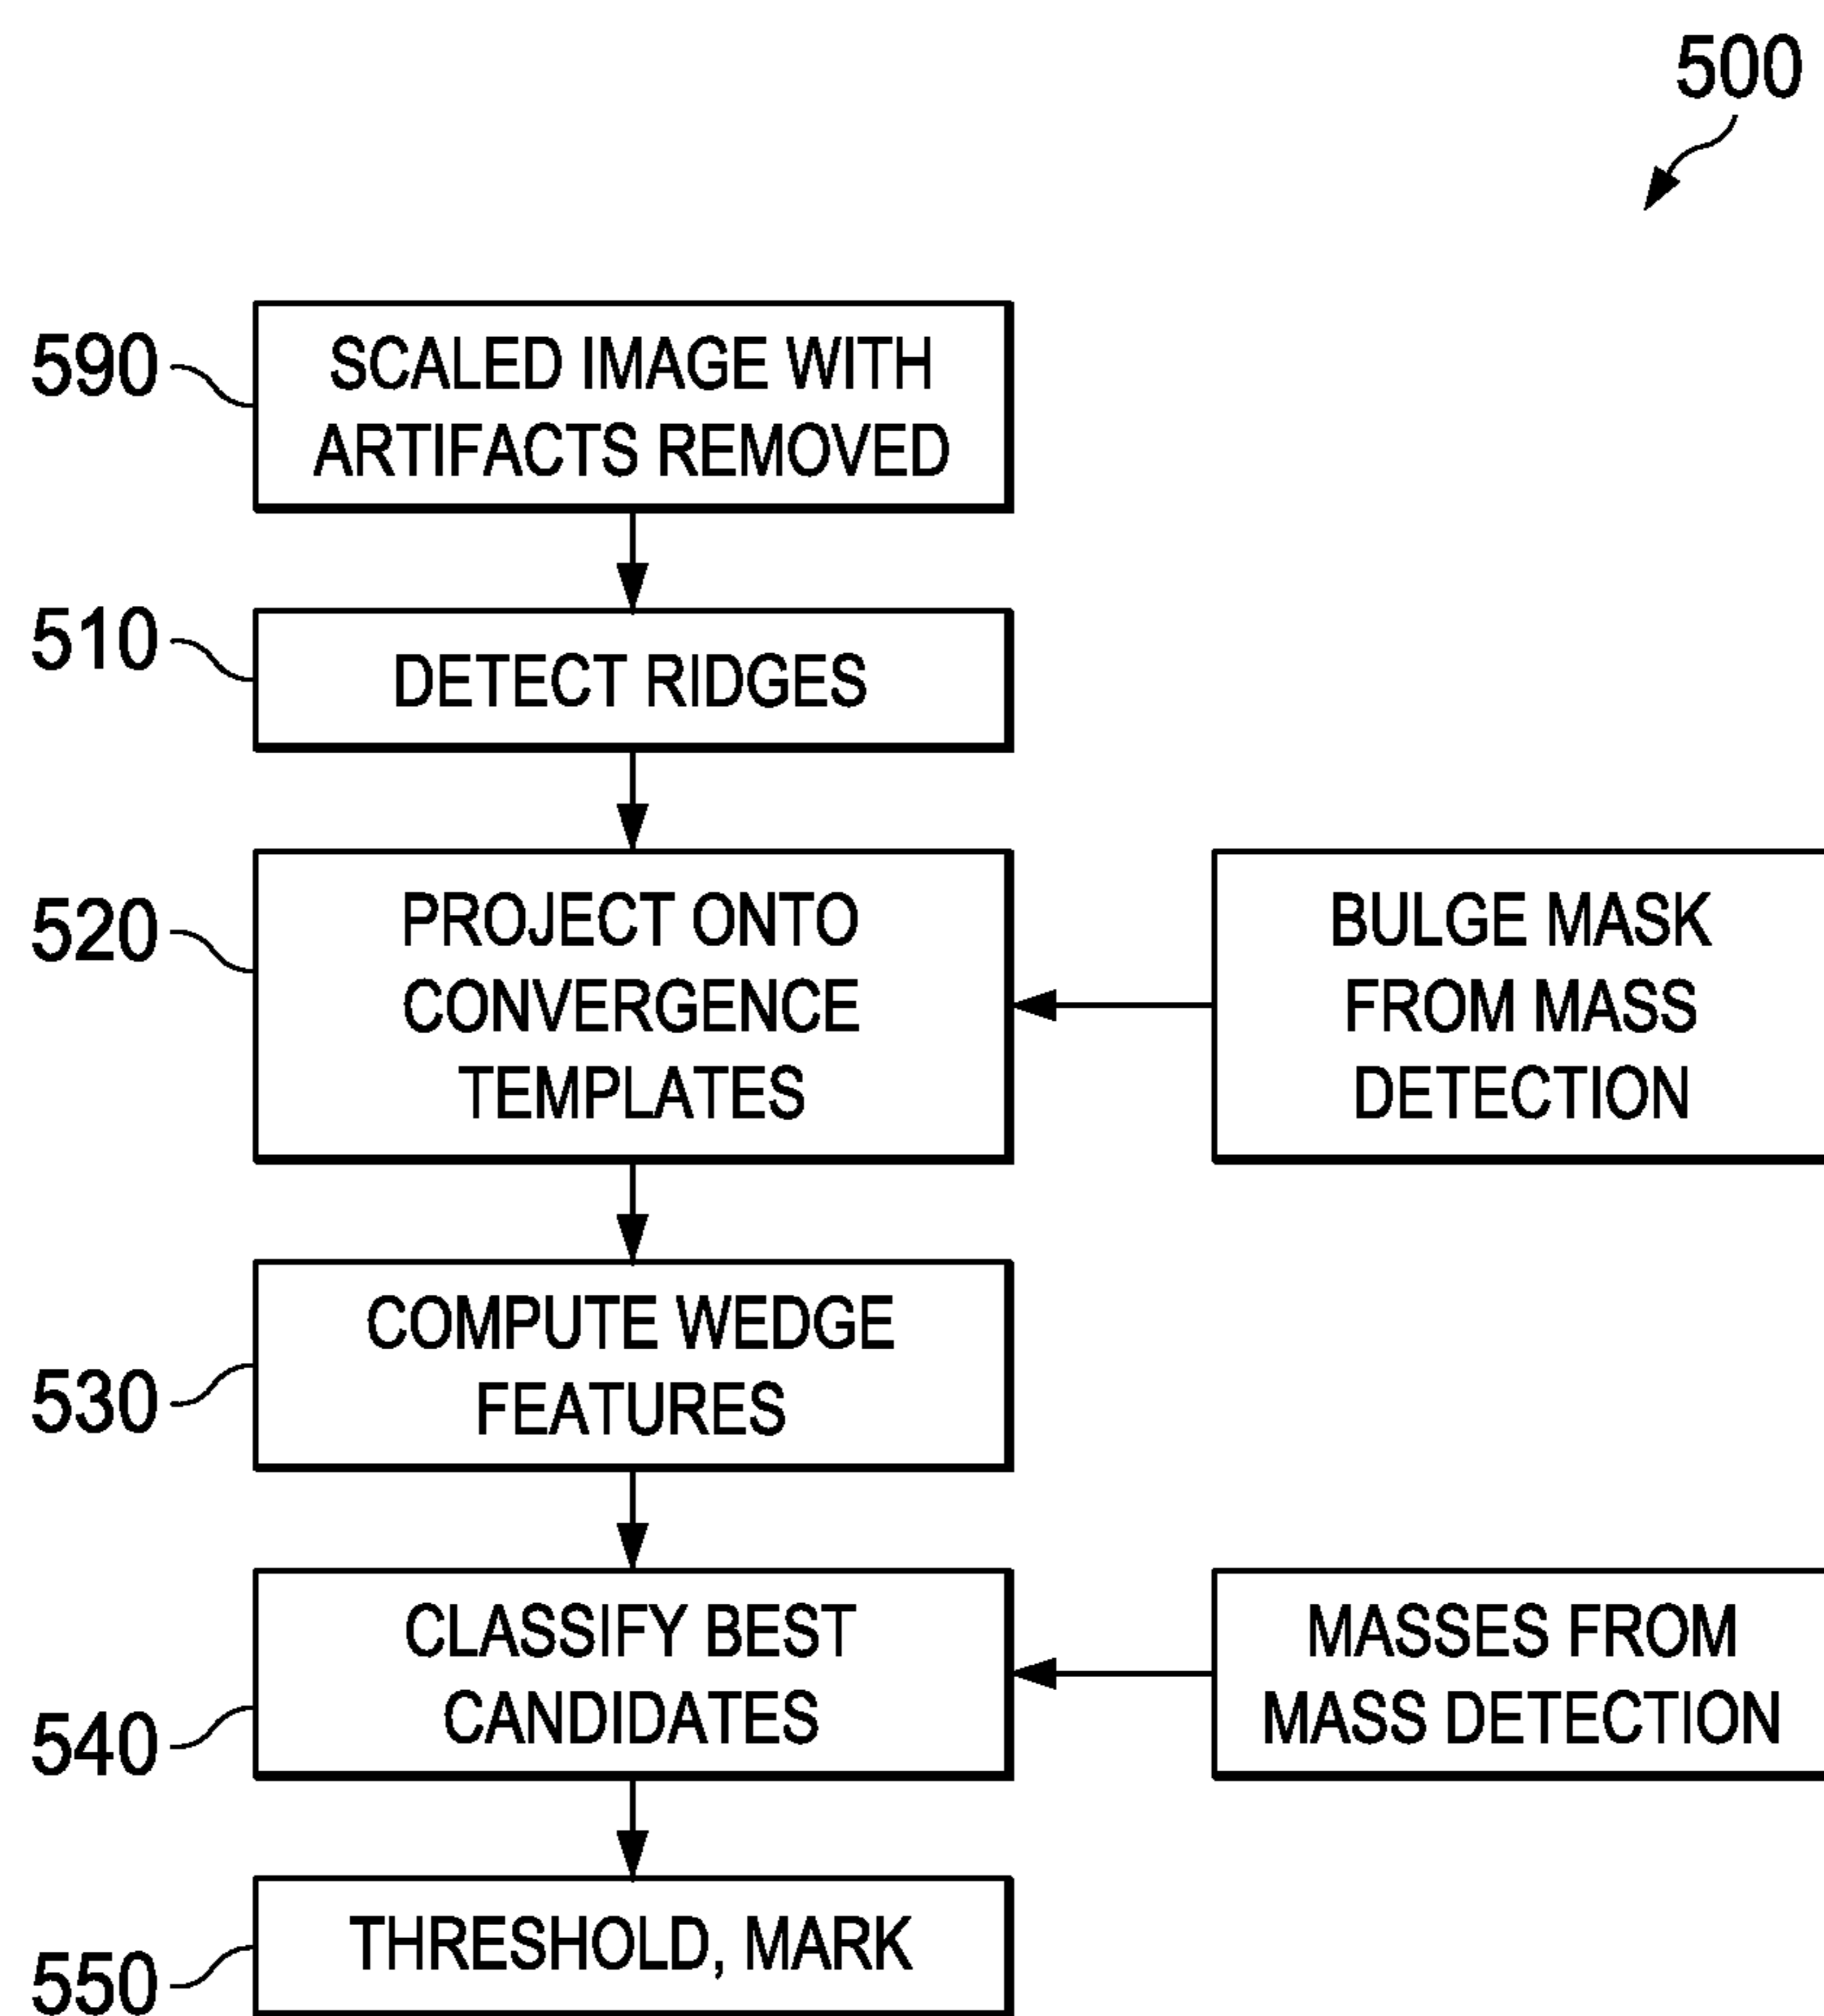 500
590
SCALED IMAGE WITH
ARTIFACTS REMOVED
510
DETECT RIDGES
520
PROJECT ONTO
CONVERGENCE
TEMPLATES
BULGE MASK
FROM MASS
DETECTION
530
COMPUTE WEDGE
FEATURES
540
CLASSIFY BEST
CANDIDATES
MASSES FROM
MASS DETECTION
550
THRESHOLD, MARK